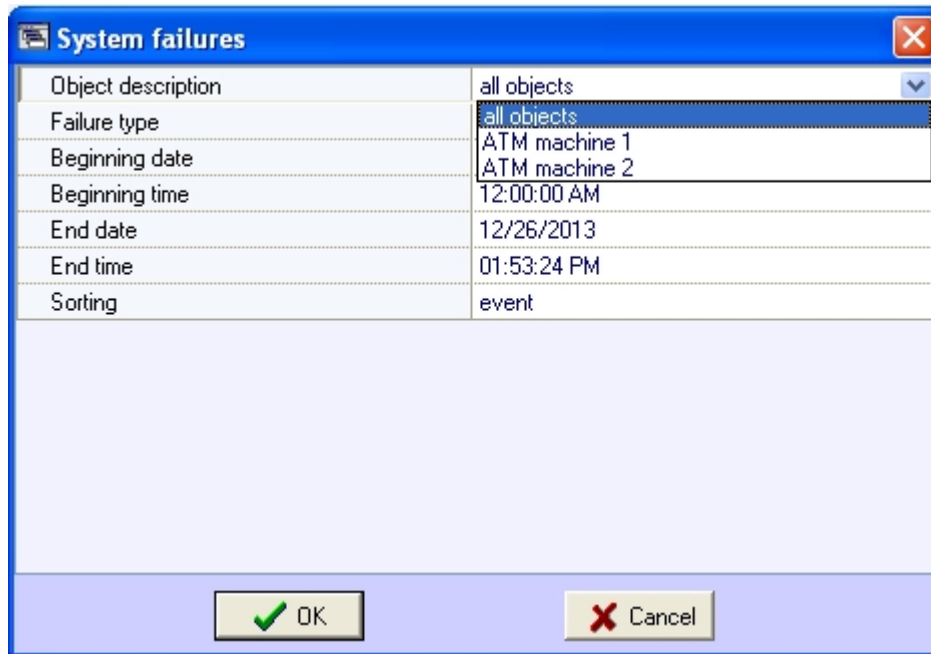 System failures
Object description all objects
all objects
Failure type
ATM machine 1
Beginning date
ATM machine 2
Beginning time 12:00:00 AM
End date 12/26/2013
End time 01:53:24 PM
Sorting event
OK Cancel